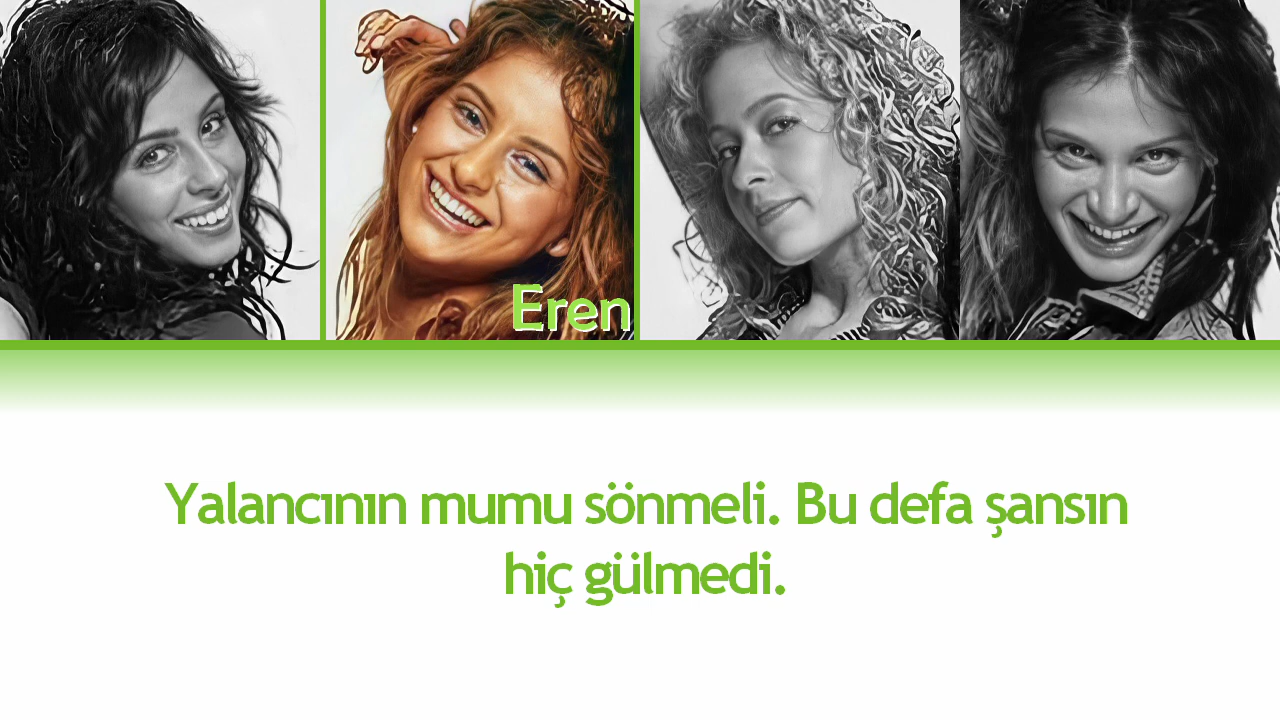 Eren
Yalancının mumu sönmeli. Bu defa şansın
hiç gülmedi.